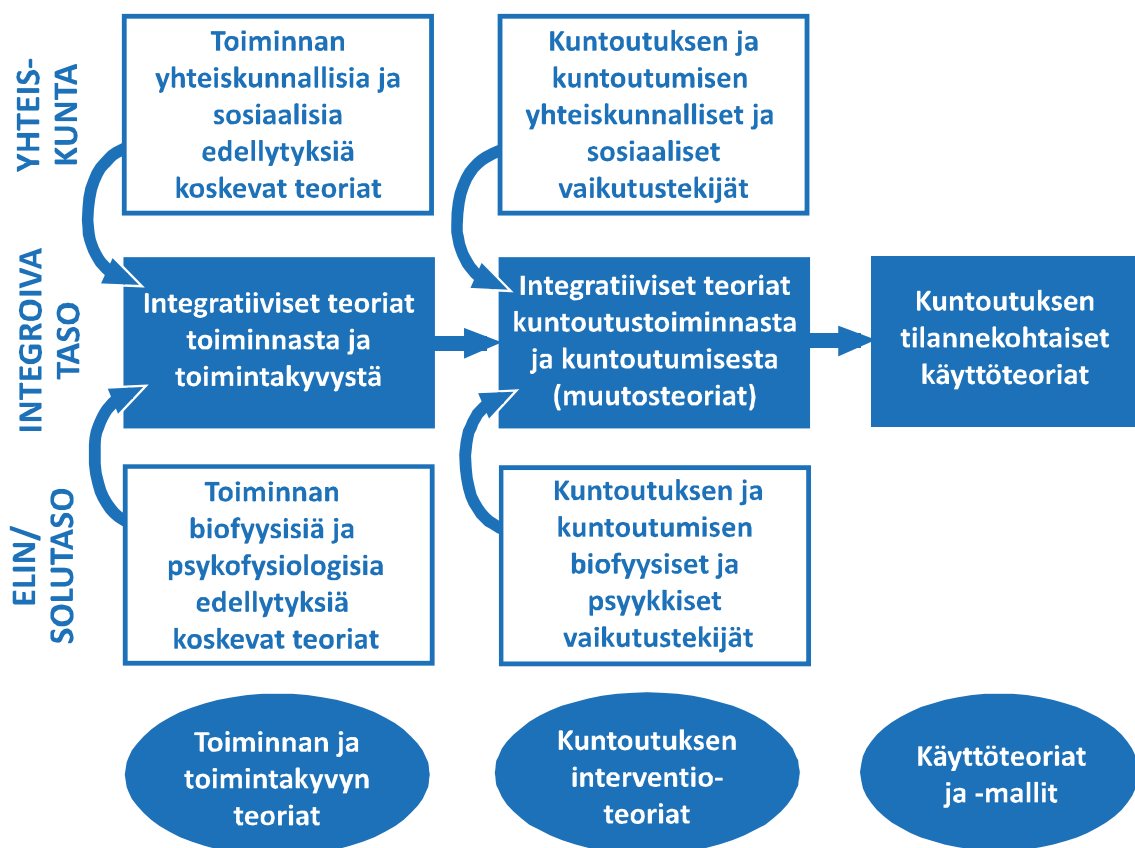 YHTEIS-
KUNTA
Toiminnan
yhteiskunnallisia ja
sosiaalisia
edellytyksiä
koskevat teoriat
Kuntoutuksen ja
kuntoutumisen
yhteiskunnalliset ja
sosiaaliset
vaikutustekijät
INTEGROIVA
TASO
Integratiiviset teoriat
toiminnasta ja
toimintakyvystä
Integratiiviset teoriat
kuntoutustoiminnasta
ja kuntoutumisesta
(muutosteoriat)
Kuntoutuksen
tilannekohtaiset
käyttöteoriat
ELIN/
SOLUTASO
Toiminnan
biofyysisiä ja
psykofysiologisia
edellytyksiä
koskevat teoriat
Kuntoutuksen ja
kuntoutumisen
biofyysiset ja
psyykkiset
vaikutustekijät
Toiminnan ja
toimintakyvyn
teoriat
Kuntoutuksen
interventio-
teoriat
Käyttöteoriat
ja -mallit